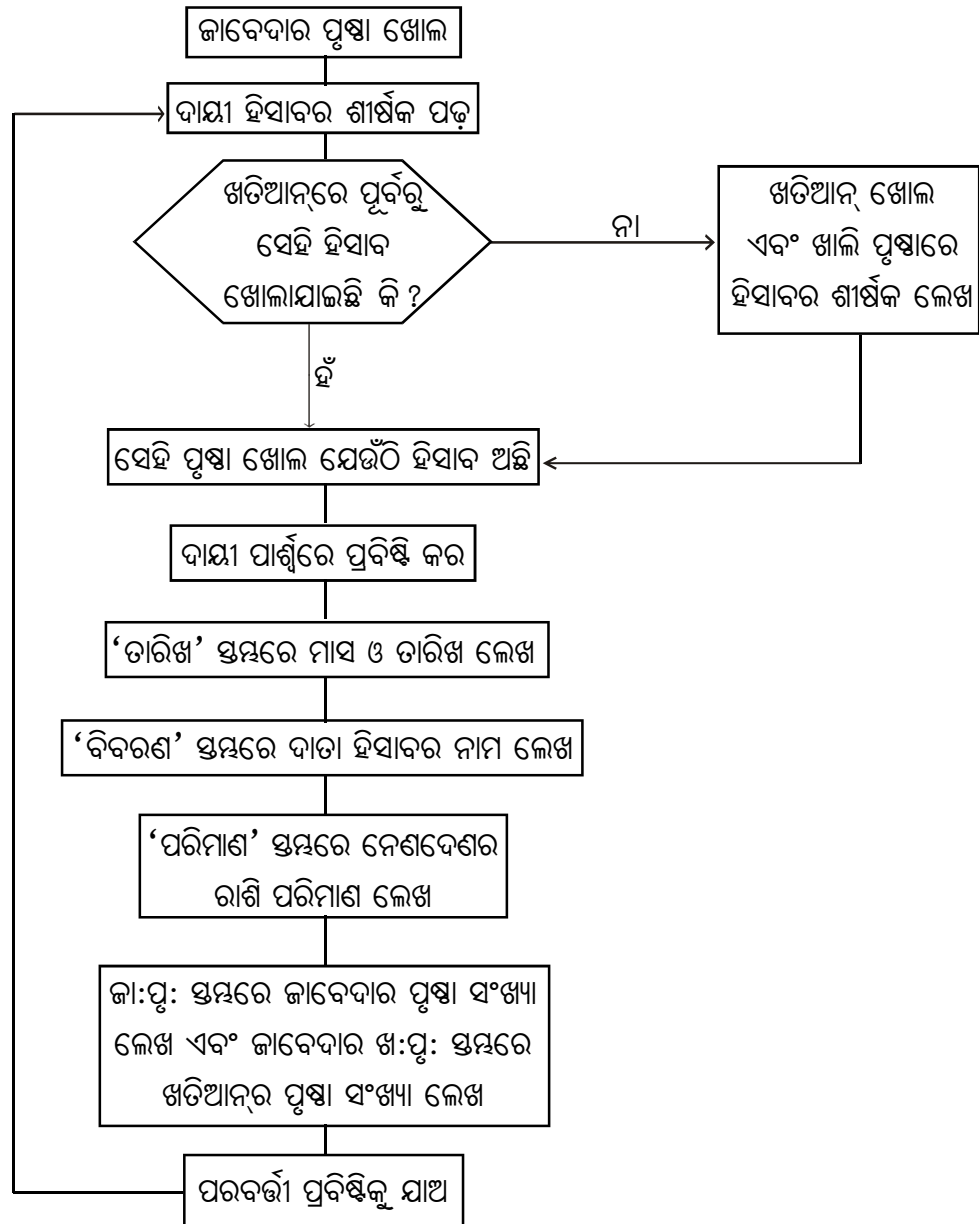 ଜାବେଦାର ପୃଷ୍ଠା ଖୋଲ
ଦାୟୀ ହିସାବର ଶୀର୍ଷକ ପଢ଼
ଖତିଆନ୍‌ରେ ପୂର୍ବରୁ
ସେହି ହିସାବ
ଖୋଲାଯାଇଛି କି ?
ନା
ଖତିଆନ୍ ଖୋଲ
ଏବଂ ଖାଲି ପୃଷ୍ଠାରେ
ହିସାବର ଶୀର୍ଷକ ଲେଖ
ହଁ
ସେହି ପୃଷ୍ଠା ଖୋଲ ଯେଉଁଠି ହିସାବ ଅଛି
ଦାୟୀ ପାର୍ଶ୍ଵରେ ପ୍ରବିଷ୍ଟି କର
‘ତାରିଖ’ ସ୍ତମ୍ଭରେ ମାସ ଓ ତାରିଖ ଲେଖ
‘ବିବରଣ’ ସ୍ତମ୍ଭରେ ଦାତା ହିସାବର ନାମ ଲେଖ
‘ପରିମାଣ’ ସ୍ତମ୍ଭରେ ନେଣଦେଣର
ରାଶି ପରିମାଣ ଲେଖ
ଜା:ପୃ: ସ୍ତମ୍ଭରେ ଜାବେଦାର ପୃଷ୍ଠା ସଂଖ୍ୟା
ଲେଖ ଏବଂ ଜାବେଦାର ଖ:ପୃ: ସ୍ତମ୍ଭରେ
ଖତିଆନ୍‌ର ପୃଷ୍ଠା ସଂଖ୍ୟା ଲେଖ
ପରବର୍ତ୍ତୀ ପ୍ରବିଷ୍ଟିକୁ ଯାଅ